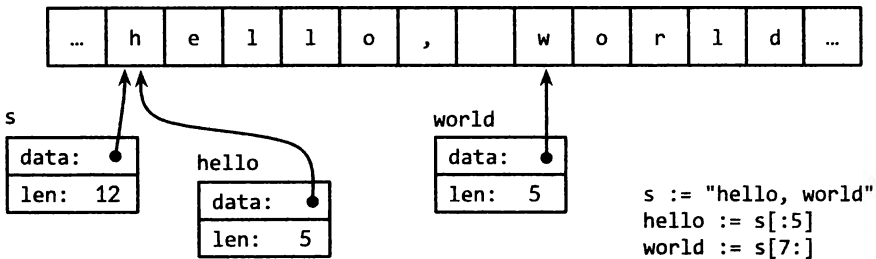 … h e l l o , w o r l d …
s
data:
len: 12
hello
data:
len: 5
world
data:
len: 5
s := "hello, world"
hello := s[:5]
world := s[7:]